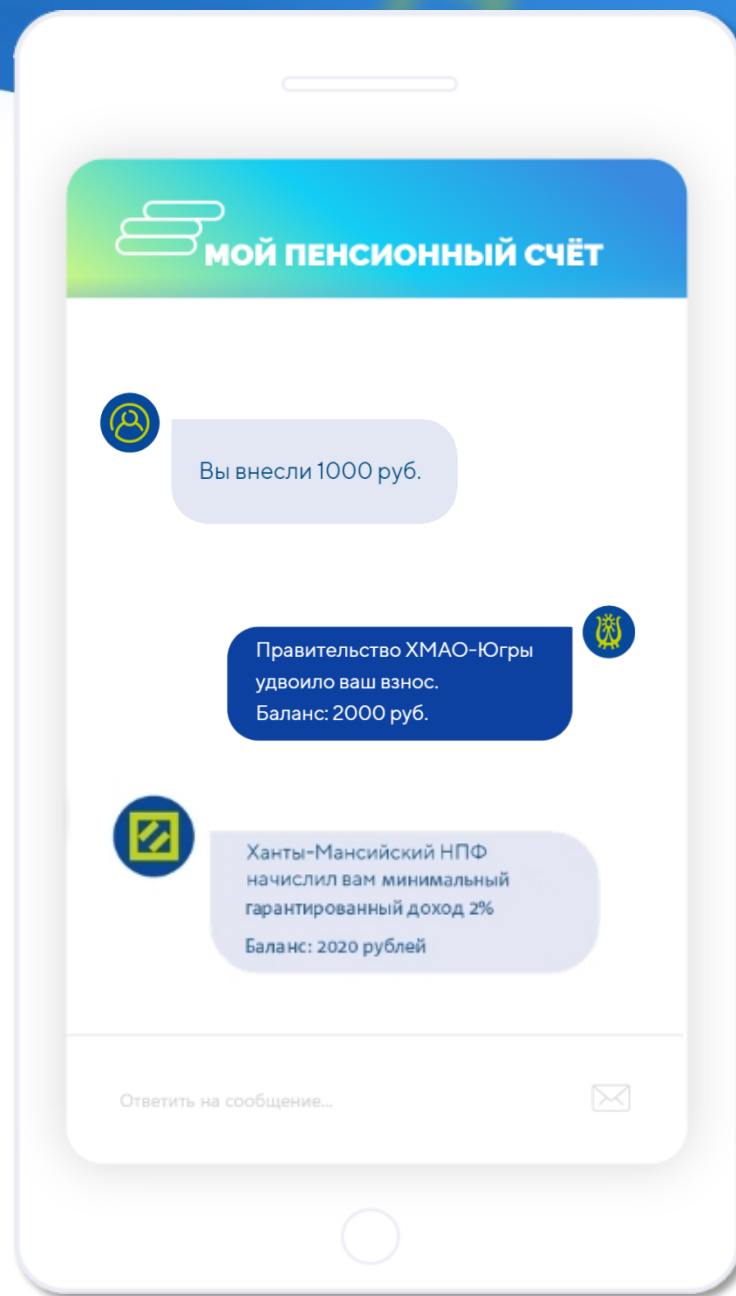 МОЙ ПЕНСИОННЫЙ СЧЁТ
Вы внесли 1000 руб.
Правительство ХМАО-Югры
удвоило ваш взнос.
Баланс: 2000 руб.
Ханты-Мансийский НПФ
начислил вам минимальный
гарантированный доход 2%
Баланс: 2020 рублей
Ответить на сообщение...